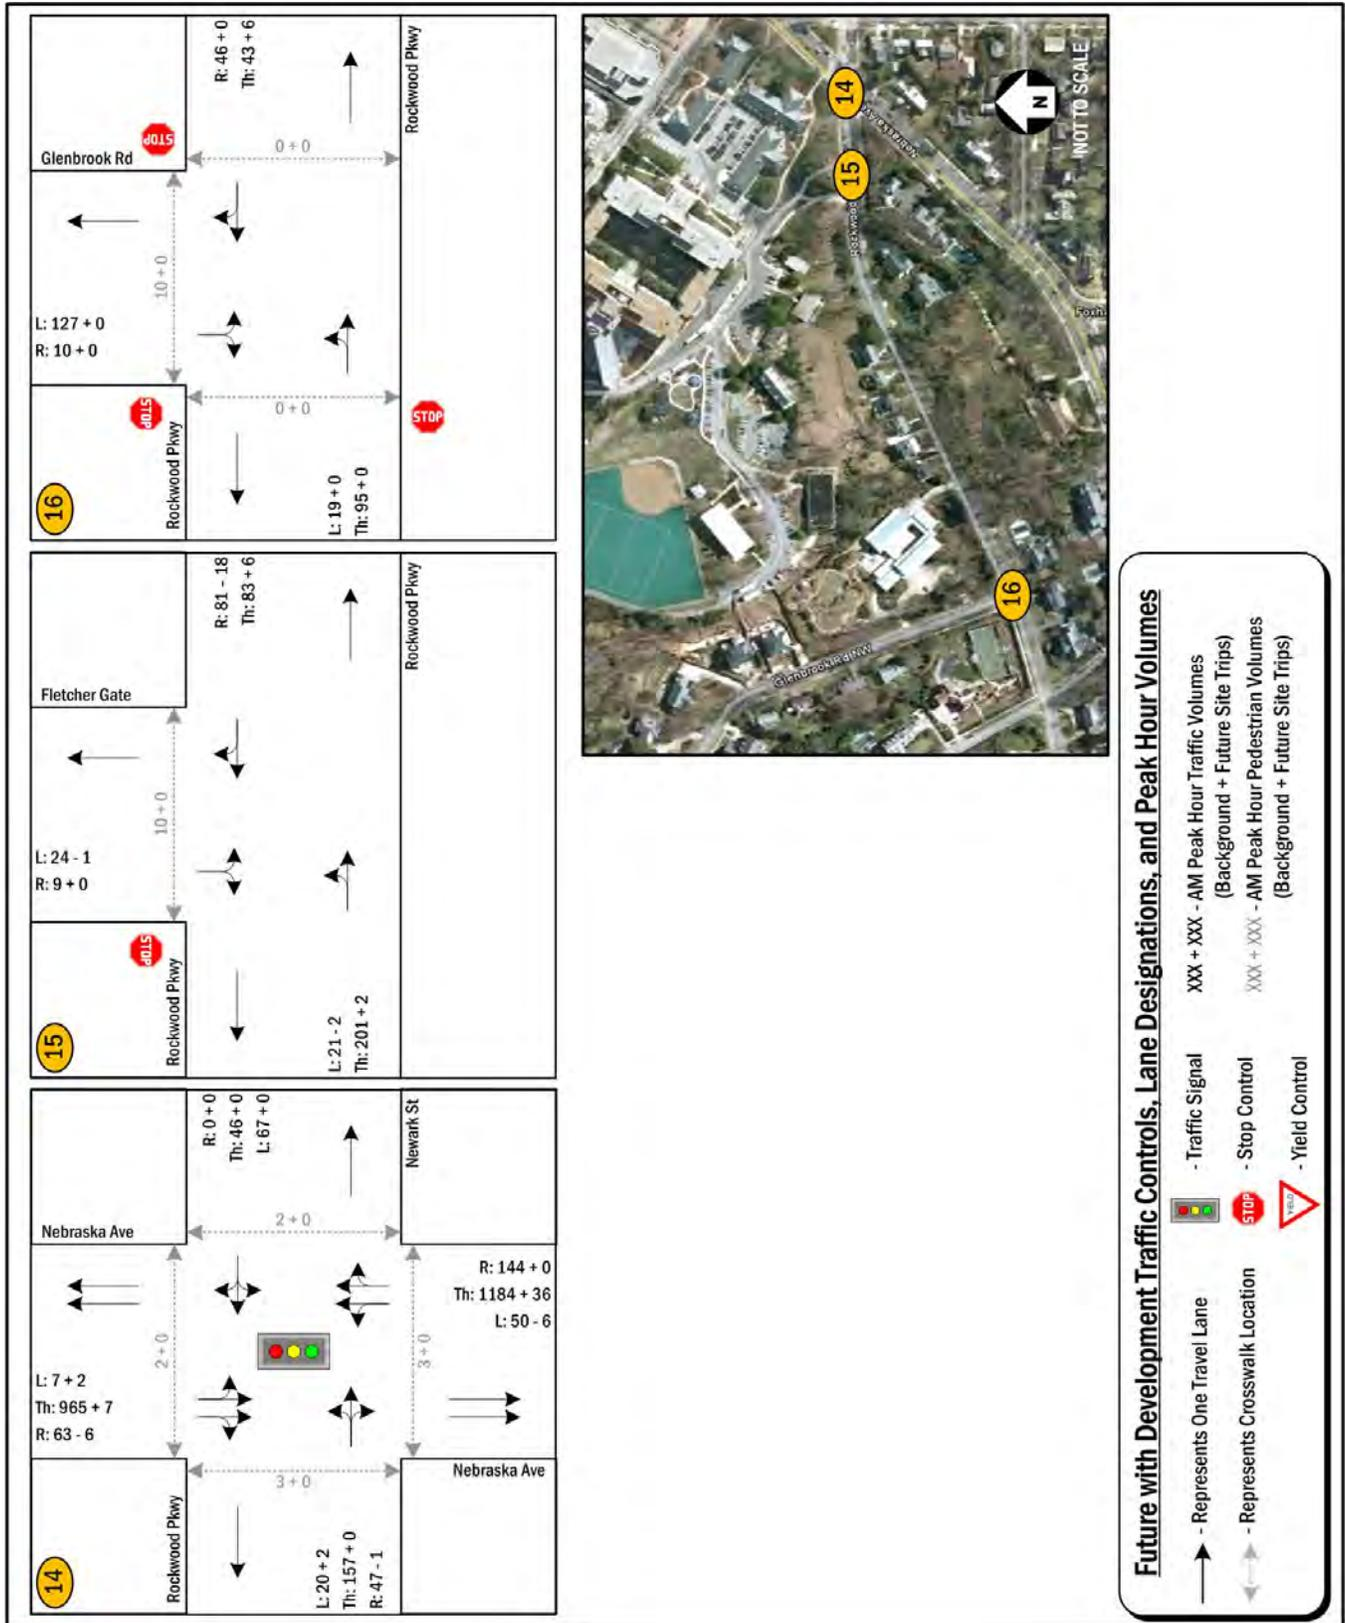 14
Rockwood Pkwy
Nebraska Ave
L: 7 + 2
Th: 965 + 7
R: 63 - 6
2 + 0
R: 0 + 0
Th: 46 + 0
L: 67 + 0
2 + 0
3 + 0
L: 20 + 2
Th: 157 + 0
R: 47 - 1
3 + 0
R: 144 + 0
Th: 1184 + 36
L: 50 - 6
Nebraska Ave
Newark St
15
Rockwood Pkwy
STOP
Fletcher Gate
L: 24 - 1
R: 9 + 0
10 + 0
R: 81 - 18
Th: 83 + 6
L: 21 - 2
Th: 201 + 2
Rockwood Pkwy
16
Rockwood Pkwy
STOP
Glenbrook Rd
STOP
L: 127 + 0
R: 10 + 0
10 + 0
R: 46 + 0
Th: 43 + 6
0 + 0
0 + 0
L: 19 + 0
Th: 95 + 0
STOP
Rockwood Pkwy
14
15
16
Nebraska Ave
Rockwood
Glenbrook Rd NW
Foxh
N
NOT TO SCALE
Future with Development Traffic Controls, Lane Designations, and Peak Hour Volumes
- Represents One Travel Lane
- Represents Crosswalk Location
- Traffic Signal
STOP
- Stop Control
YIELD
- Yield Control
XXX + XXX - AM Peak Hour Traffic Volumes
(Background + Future Site Trips)
XXX + XXX - AM Peak Hour Pedestrian Volumes
(Background + Future Site Trips)